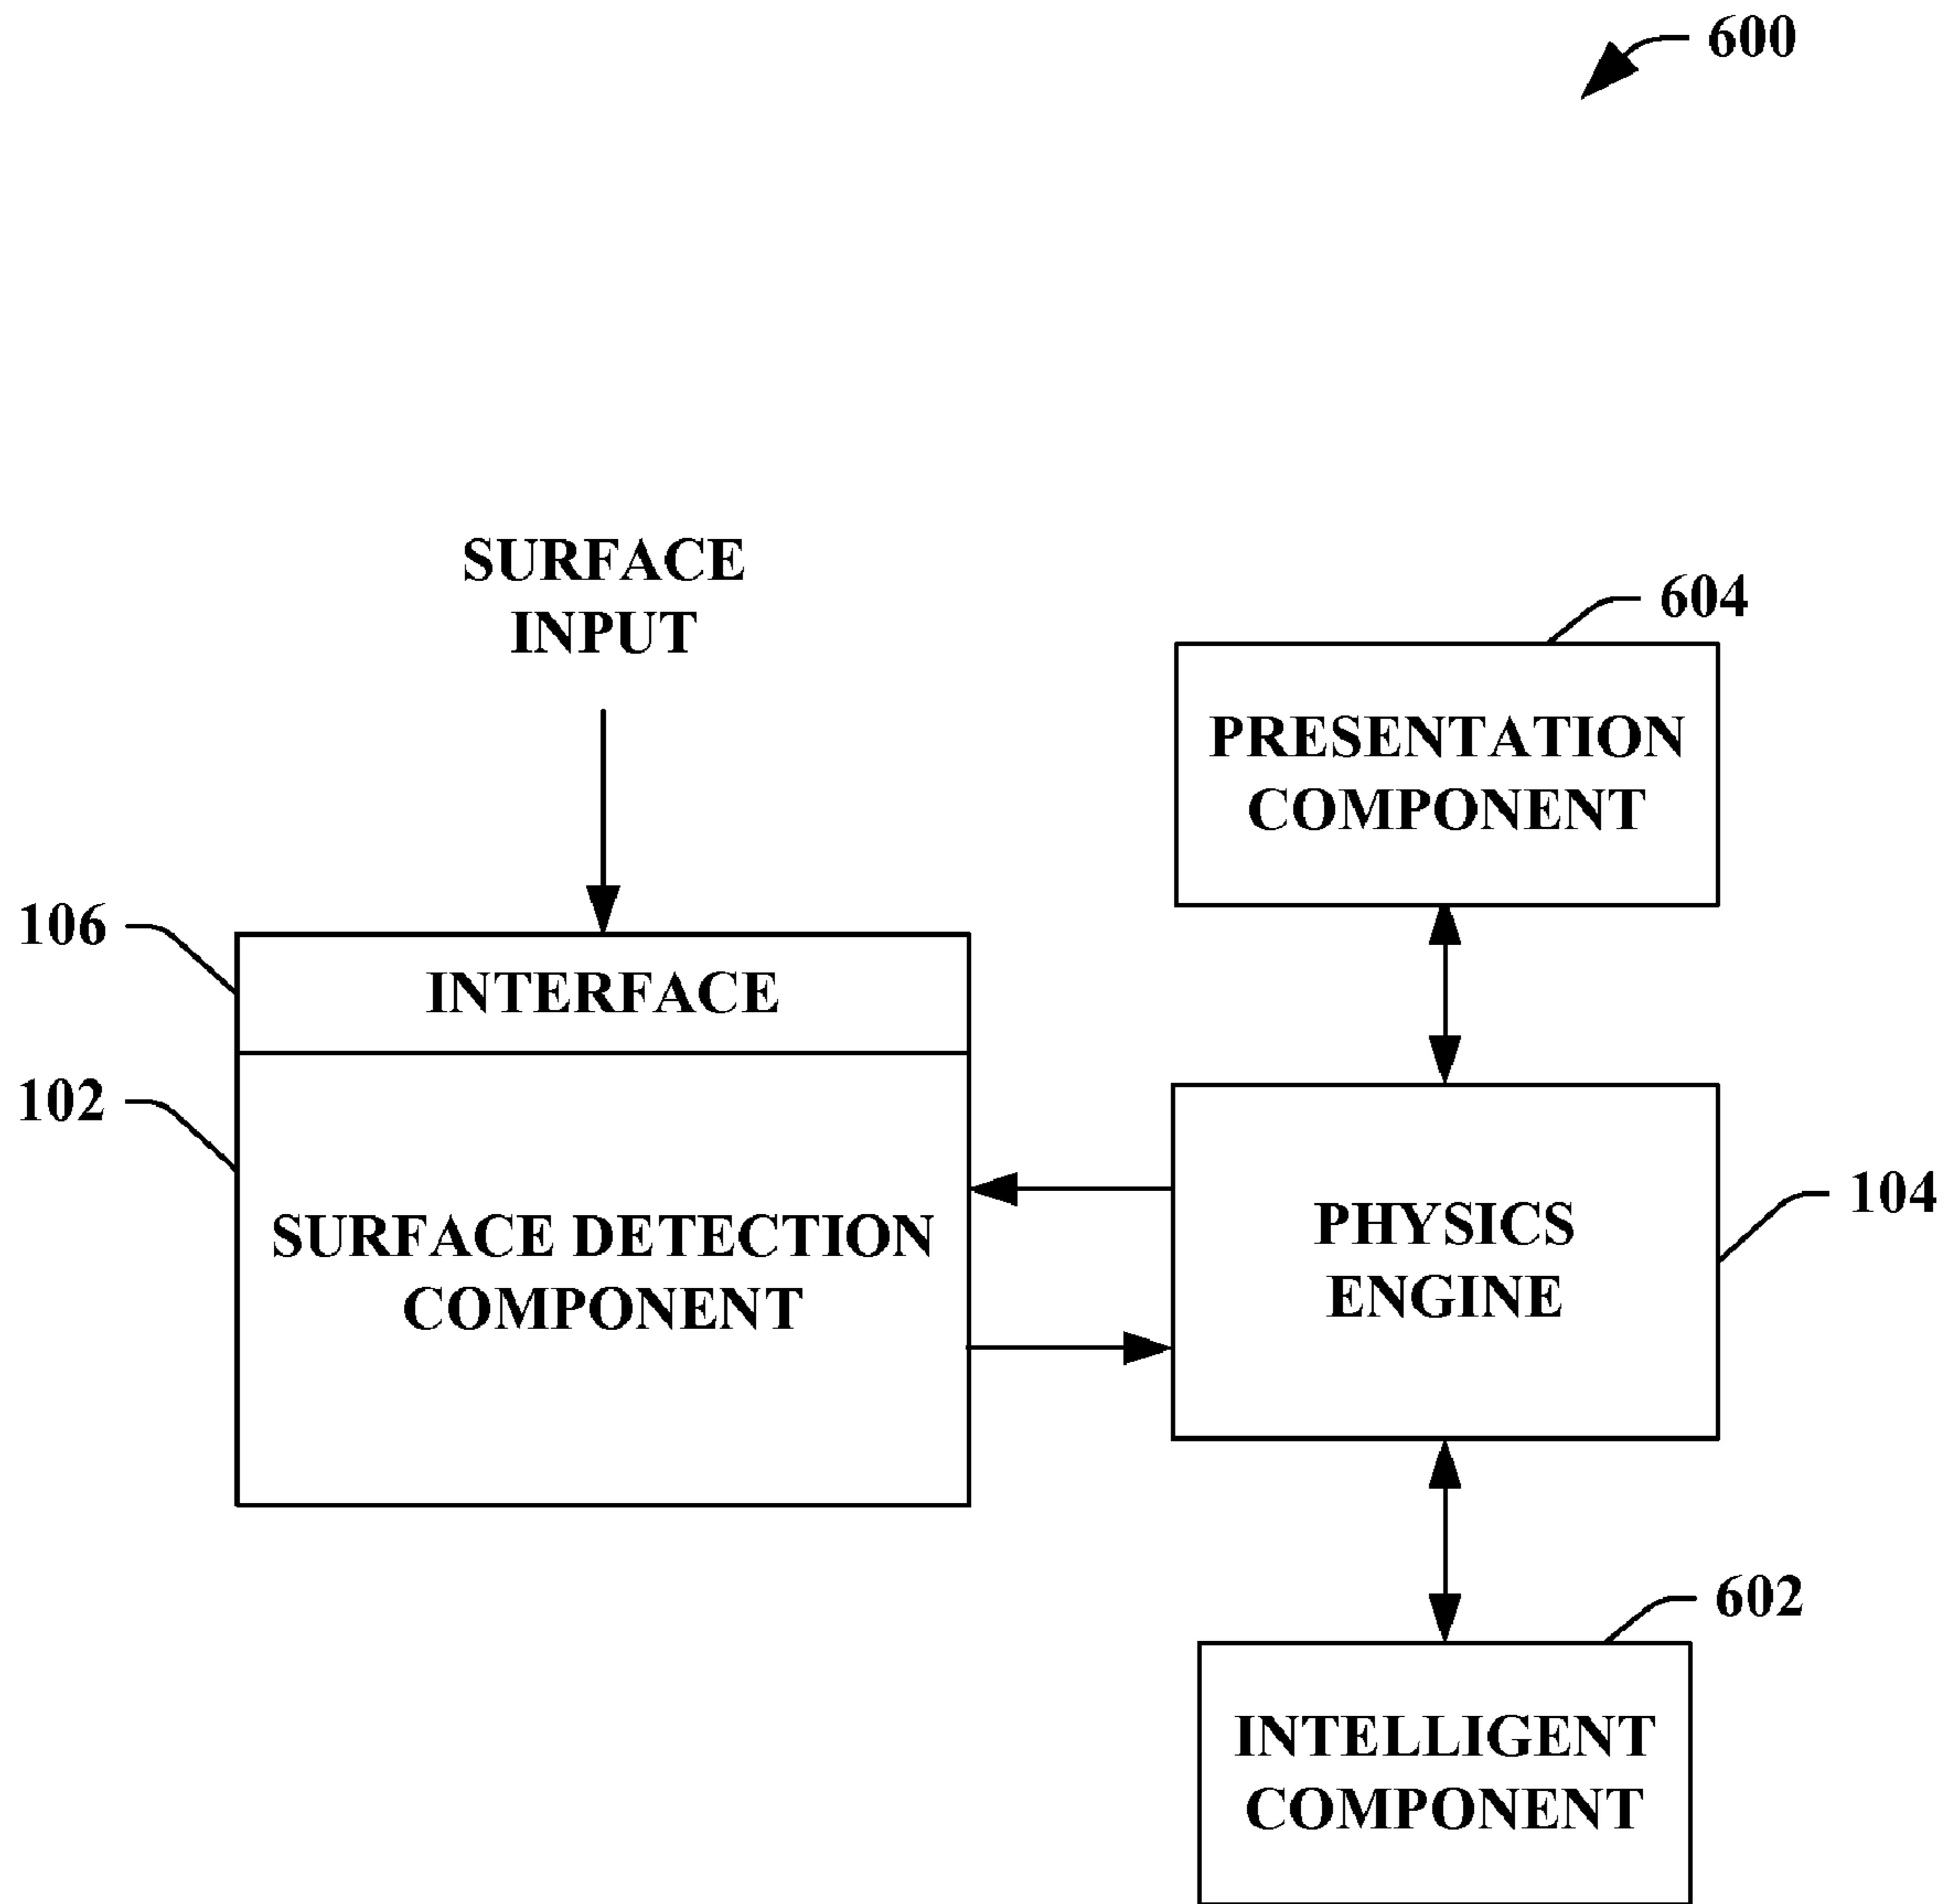 600
SURFACE
INPUT
604
PRESENTATION
COMPONENT
106
INTERFACE
102
SURFACE DETECTION
COMPONENT
PHYSICS
ENGINE
104
602
INTELLIGENT
COMPONENT